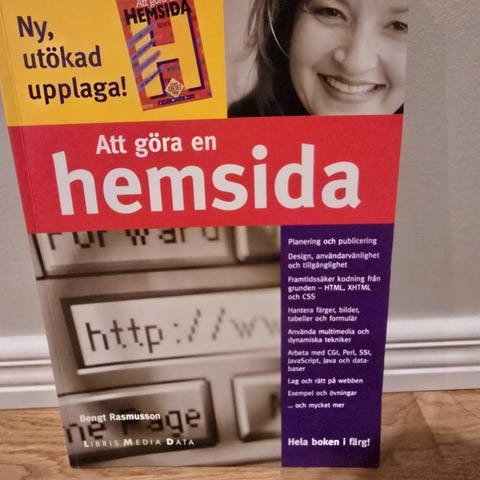 Ny,
utökad
upplaga!
Att göra
HEMSIDA
Att göra en
hemsida
Forward
http://ww
Planering och publicering
Design, användarvänlighet
och tillgänglighet
Framtidssäker kodning från
grunden – HTML, XHTML
och CSS
Hantera färger, bilder,
tabeller och formulär
Använda multimedia och
dynamiska tekniker
Arbeta med CGI, Perl, SSI,
JavaScript, Java och data-
baser
Lag och rätt på webben
Exempel och övningar
... och mycket mer
Bengt Rasmusson
LIBRIS MEDIA DATA
Hela boken i färg!